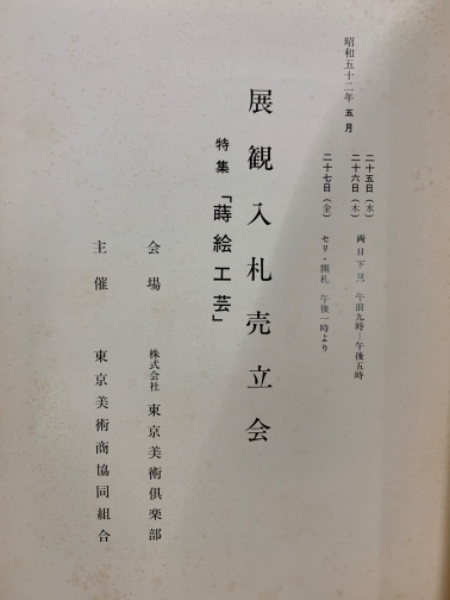 昭和五十二年 五月
二十五日（水）
二十六日（木）
両日下見 午前九時―午後五時
二十七日（金） セリ・開札 午後一時より
展観入札売立会
特集「蒔絵工芸」
会場 株式会社 東京美術倶楽部
主催 東京美術商協同組合